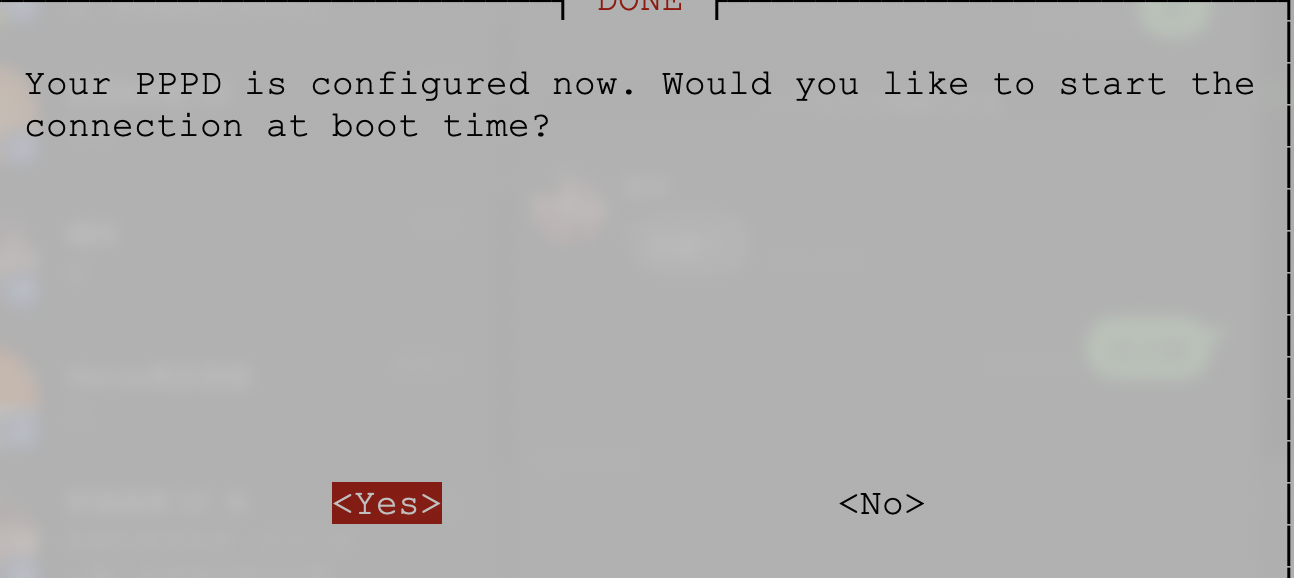 DONE
Your PPPD is configured now. Would you like to start the
connection at boot time?
<Yes> <No>